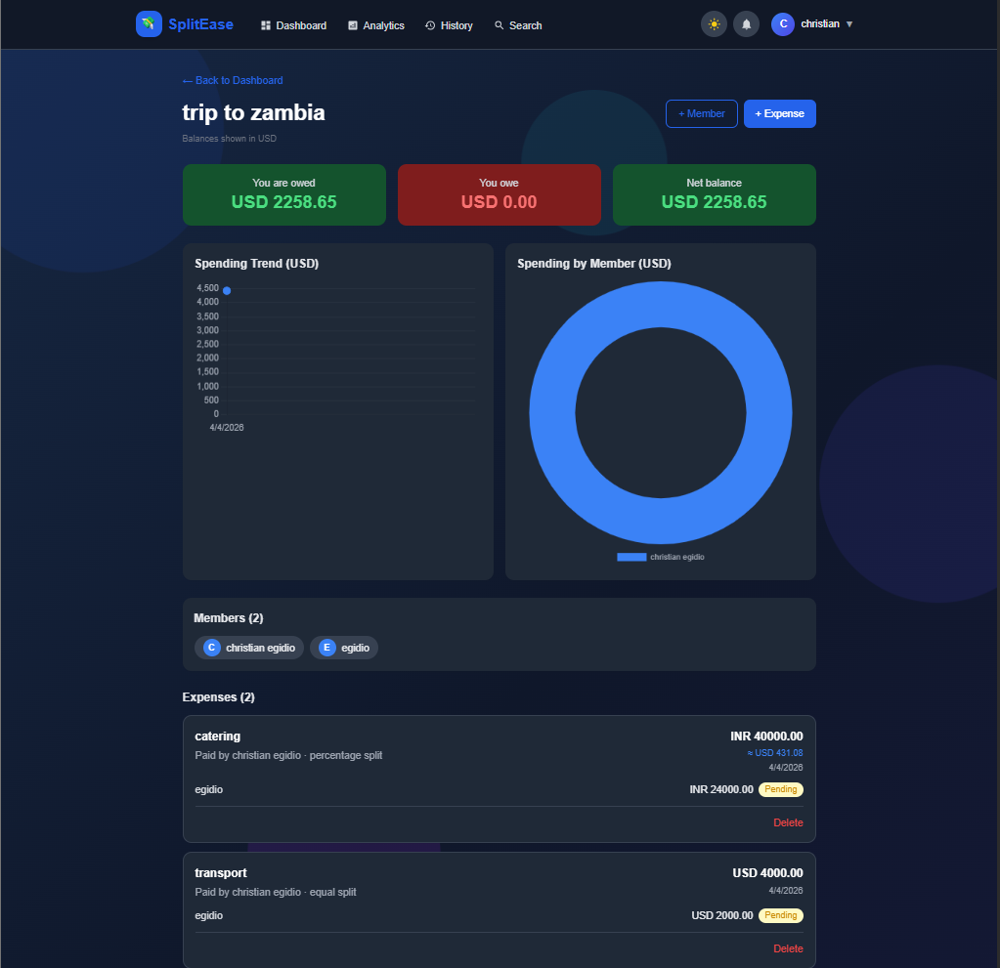 SplitEase Dashboard Analytics History Search C christian ▼
← Back to Dashboard
trip to zambia
+ Member + Expense
Balances shown in USD
You are owed
USD 2258.65
You owe
USD 0.00
Net balance
USD 2258.65
Spending Trend (USD)
4,500
4,000
3,500
3,000
2,500
2,000
1,500
1,000
500
0
4/4/2026
Spending by Member (USD)
christian egidio
Members (2)
C christian egidio E egidio
Expenses (2)
catering INR 40000.00
Paid by christian egidio · percentage split ≈ USD 431.08
4/4/2026
egidio INR 24000.00 Pending
Delete
transport USD 4000.00
Paid by christian egidio · equal split 4/4/2026
egidio USD 2000.00 Pending
Delete